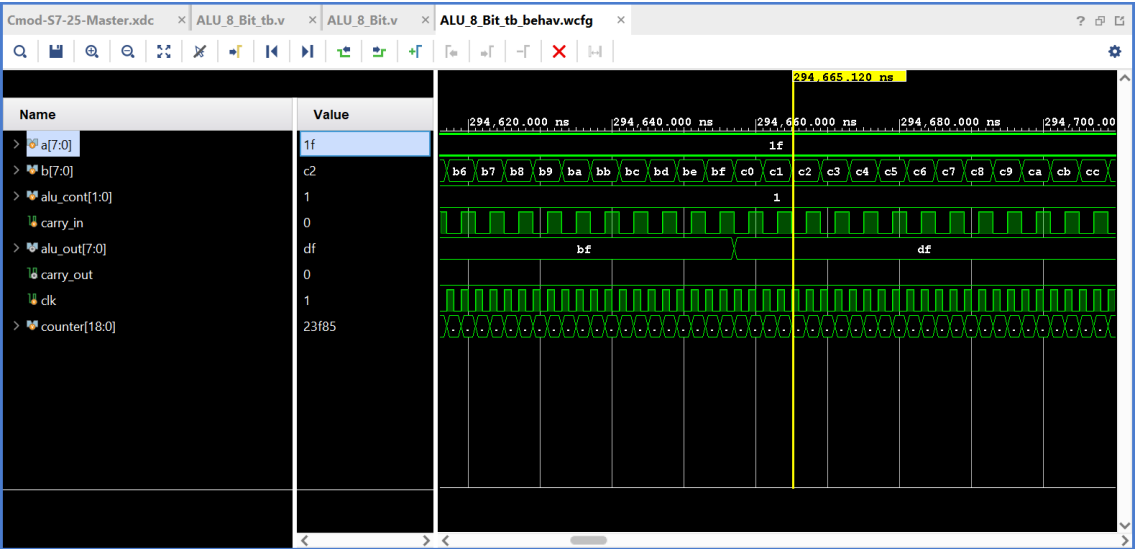 Cmod-S7-25-Master.xdc × ALU_8_Bit_tb.v × ALU_8_Bit.v × ALU_8_Bit_tb_behav.wcfg × ?
294,665.120 ns
Name Value
294,620.000 ns 294,640.000 ns 294,660.000 ns 294,680.000 ns 294,700.00
a[7:0] 1f 1f
b[7:0] c2 b6 b7 b8 b9 ba bb bc bd be bf c0 c1 c2 c3 c4 c5 c6 c7 c8 c9 ca cb cc
alu_cont[1:0] 1 1
carry_in 0
alu_out[7:0] df bf df
carry_out 0
clk 1
counter[18:0] 23f85